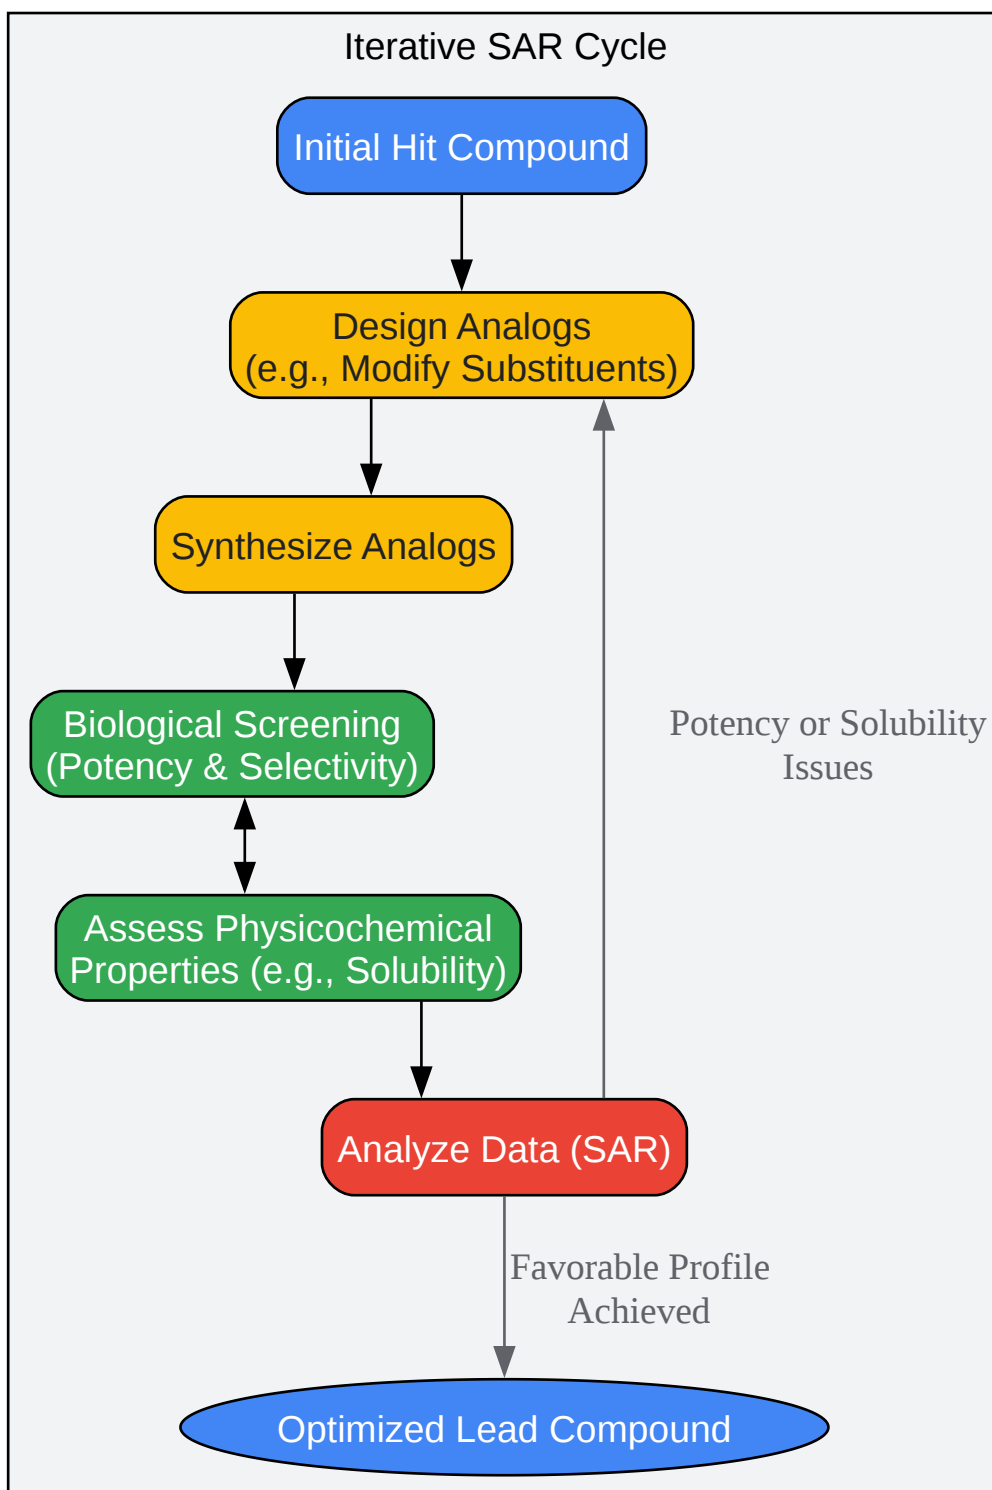 Iterative SAR Cycle
Initial Hit Compound
Design Analogs
(e.g., Modify Substituents)
Synthesize Analogs
Biological Screening
(Potency & Selectivity)
Potency or Solubility
Issues
Assess Physicochemical
Properties (e.g., Solubility)
Analyze Data (SAR)
Favorable Profile
Achieved
Optimized Lead Compound